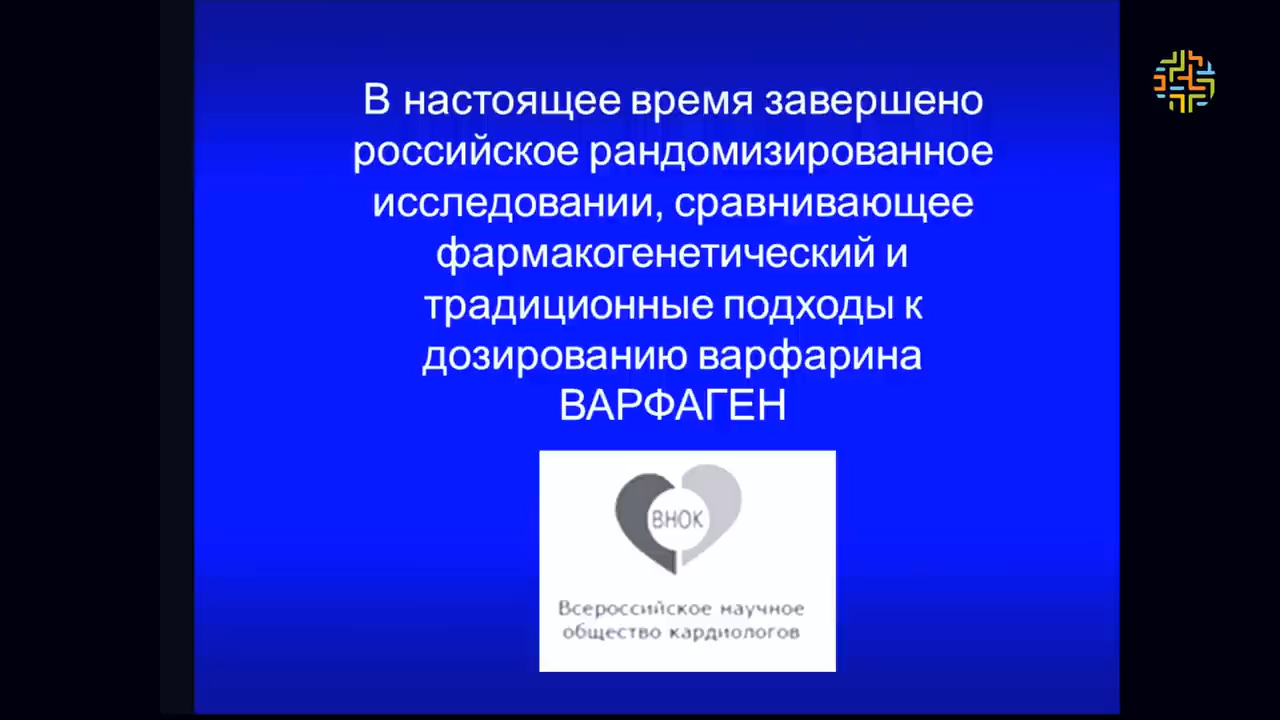 В настоящее время завершено
российское рандомизированное
исследовании, сравнивающее
фармакогенетический и
традиционные подходы к
дозированию варфарина
ВАРФАГЕН
ВНОК
Всероссийское научное
общество кардиологов